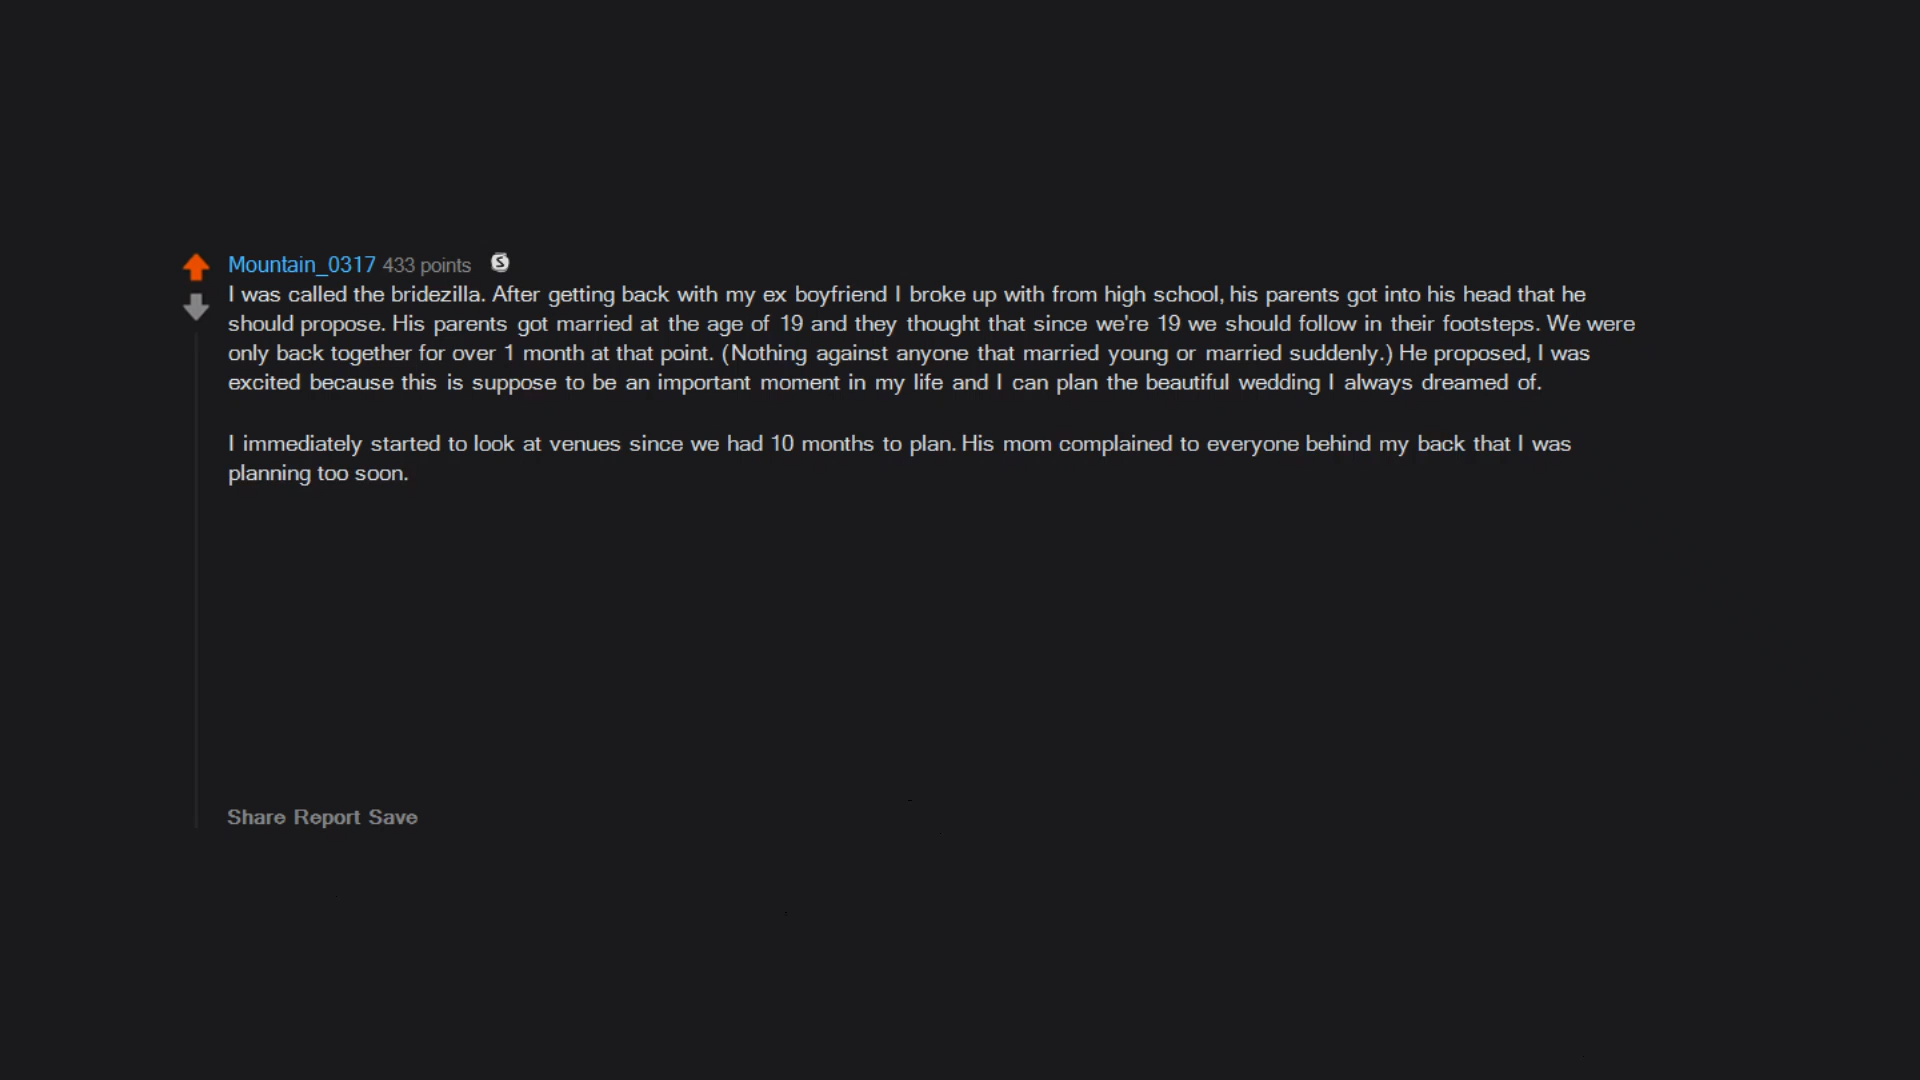 Mountain_0317 433 points S
I was called the bridezilla. After getting back with my ex boyfriend I broke up with from high school, his parents got into his head that he
should propose. His parents got married at the age of 19 and they thought that since we're 19 we should follow in their footsteps. We were
only back together for over 1 month at that point. (Nothing against anyone that married young or married suddenly.) He proposed, I was
excited because this is suppose to be an important moment in my life and I can plan the beautiful wedding I always dreamed of.
I immediately started to look at venues since we had 10 months to plan. His mom complained to everyone behind my back that I was
planning too soon.
Share Report Save